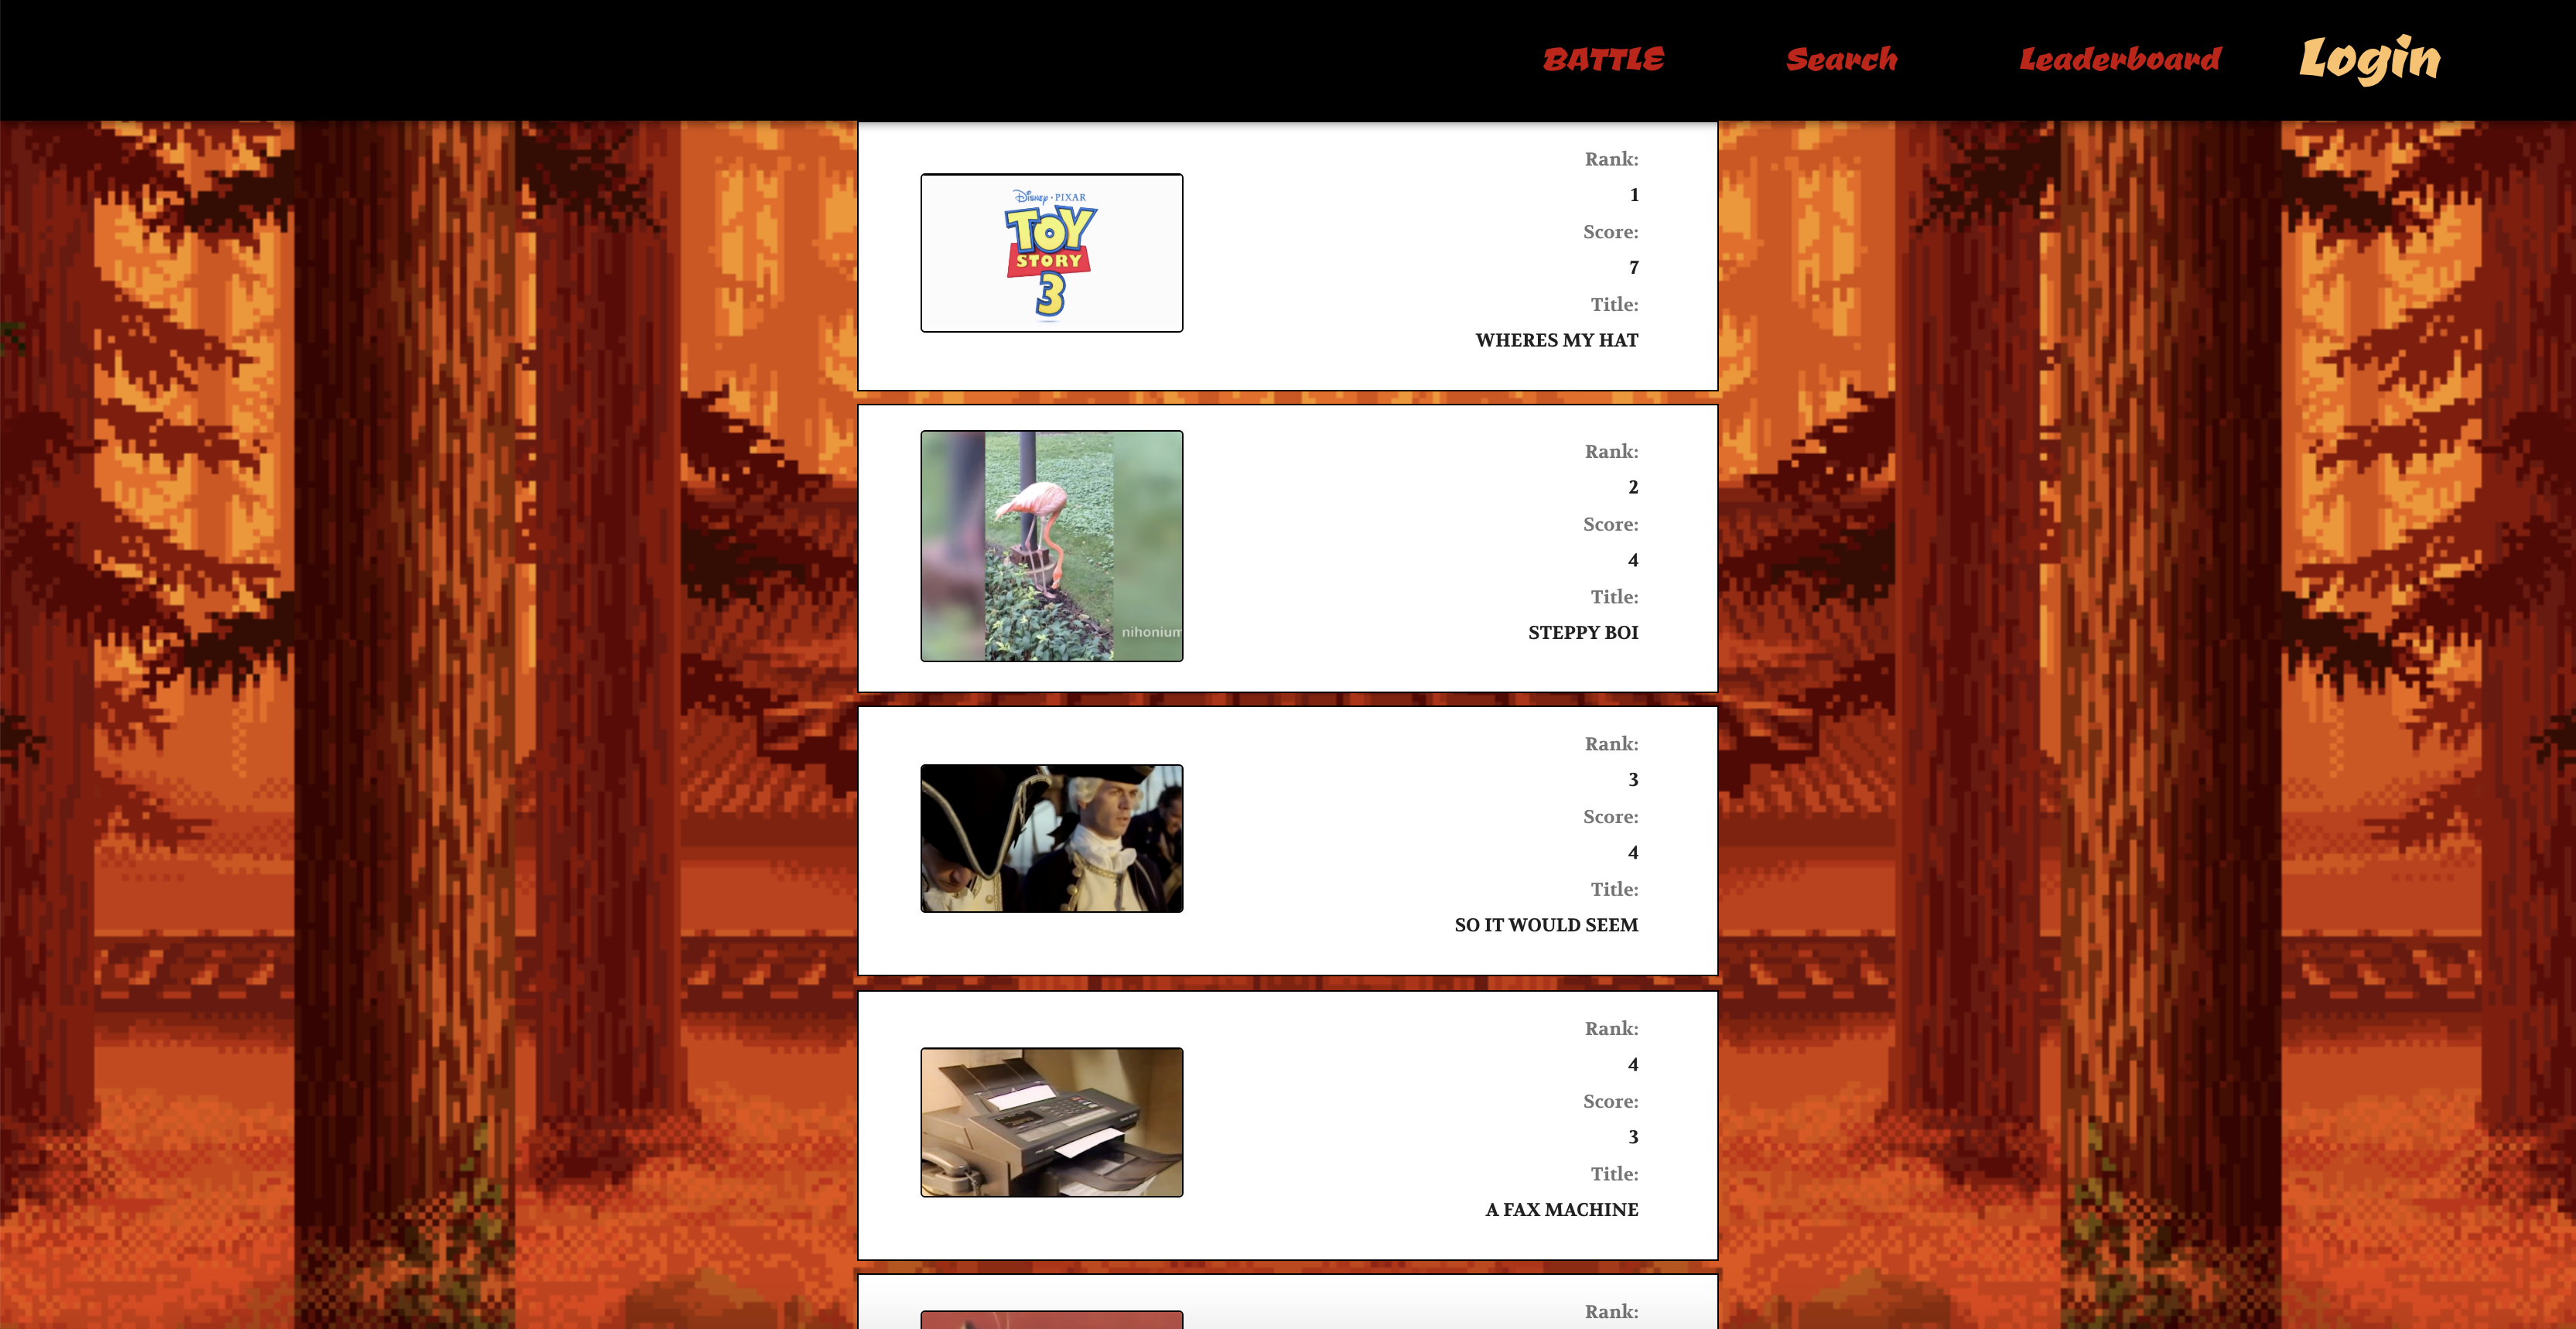 BATTLE Search Leaderboard Login
Disney · PIXAR
TOY
STORY
3
Rank:
1
Score:
7
Title:
WHERES MY HAT
nihonium
Rank:
2
Score:
4
Title:
STEPPY BOI
Rank:
3
Score:
4
Title:
SO IT WOULD SEEM
Rank:
4
Score:
3
Title:
A FAX MACHINE
Rank: